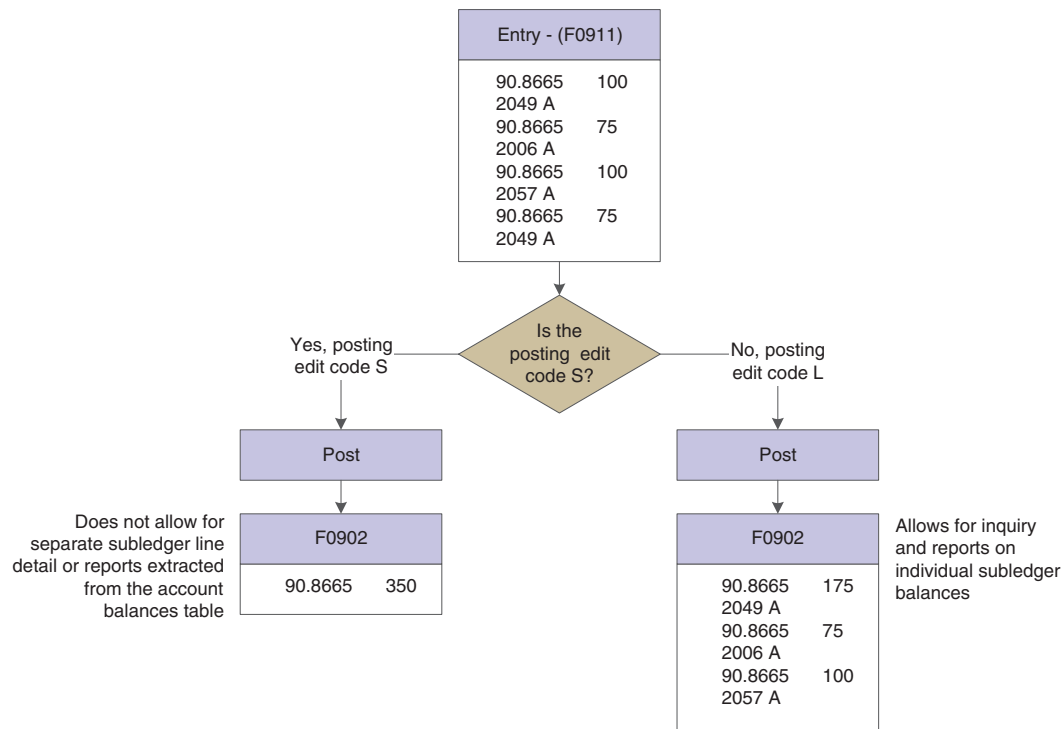 Entry - (F0911)
90.8665 100
2049 A
90.8665 75
2006 A
90.8665 100
2057 A
90.8665 75
2049 A
Is the
posting edit
code S?
Yes, posting
edit code S
No, posting
edit code L
Post
Post
Does not allow for
separate subledger line
detail or reports extracted
from the account
balances table
F0902
90.8665 350
F0902
90.8665 175
2049 A
90.8665 75
2006 A
90.8665 100
2057 A
Allows for inquiry
and reports on
individual subledger
balances